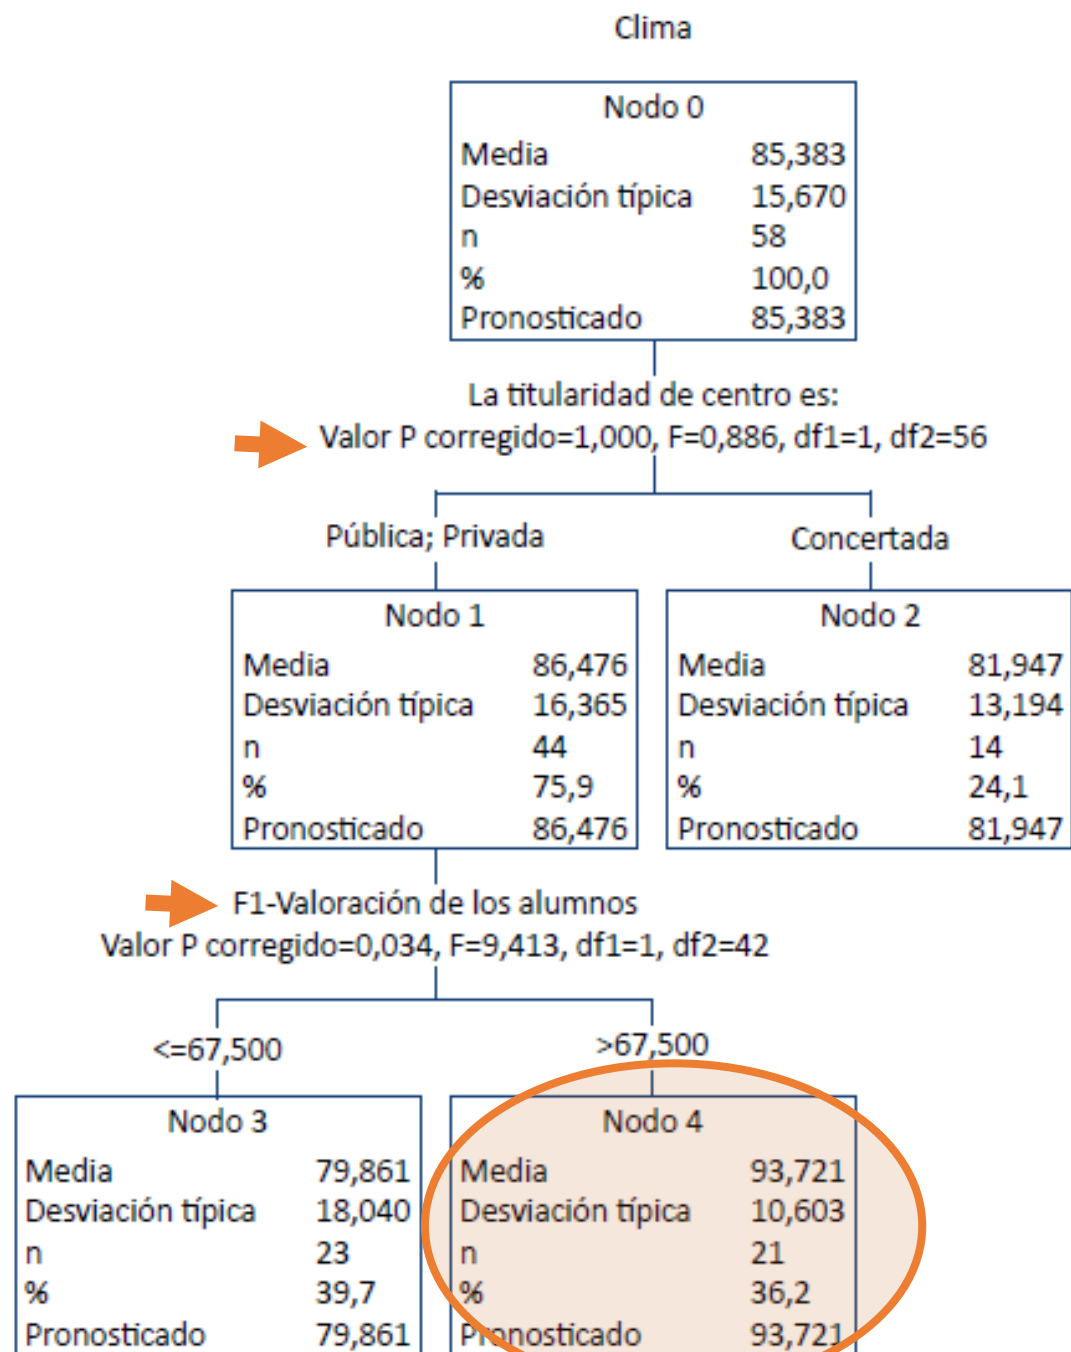 Clima
Nodo 0
Media 85,383
Desviación típica 15,670
n 58
% 100,0
Pronosticado 85,383
La titularidad de centro es:
Valor P corregido=1,000, F=0,886, df1=1, df2=56
Pública; Privada
Concertada
Nodo 1
Media 86,476
Desviación típica 16,365
n 44
% 75,9
Pronosticado 86,476
Nodo 2
Media 81,947
Desviación típica 13,194
n 14
% 24,1
Pronosticado 81,947
F1-Valoración de los alumnos
Valor P corregido=0,034, F=9,413, df1=1, df2=42
<=67,500
>67,500
Nodo 3
Media 79,861
Desviación típica 18,040
n 23
% 39,7
Pronosticado 79,861
Nodo 4
Media 93,721
Desviación típica 10,603
n 21
% 36,2
Pronosticado 93,721